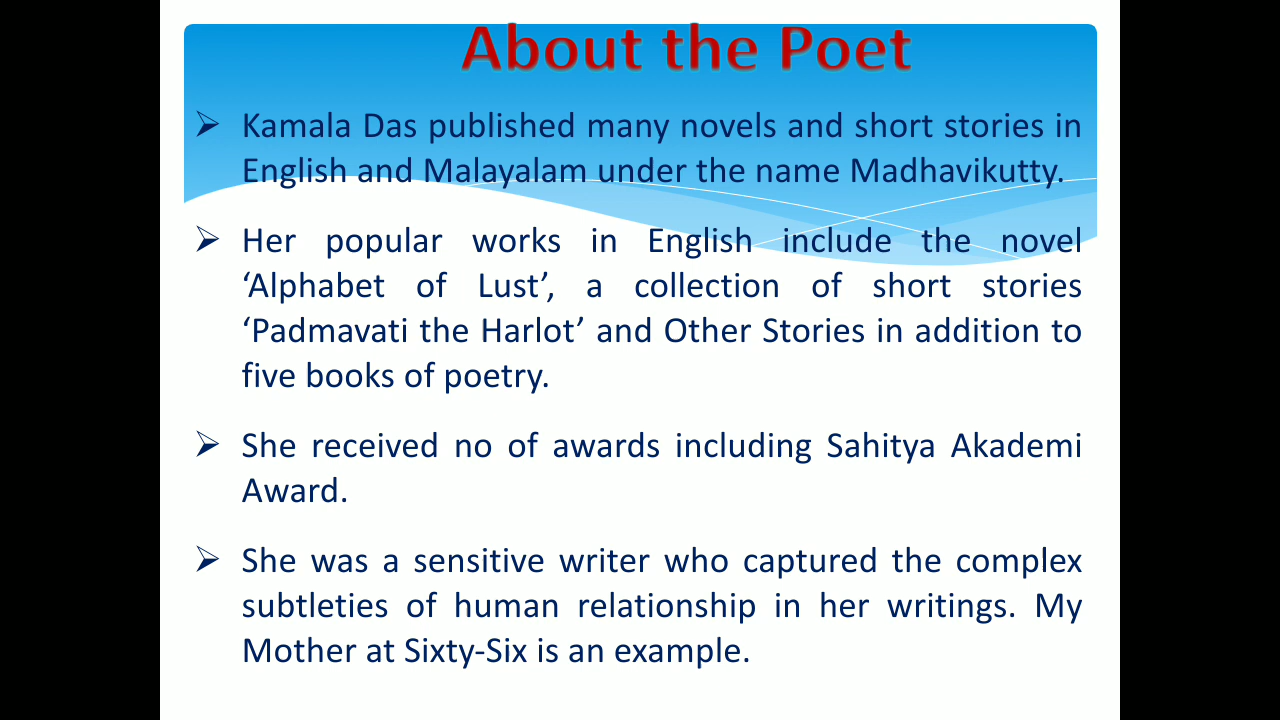 About the Poet
➢ Kamala Das published many novels and short stories in
English and Malayalam under the name Madhavikutty.
➢ Her popular works in English include the novel
‘Alphabet of Lust’, a collection of short stories
‘Padmavati the Harlot’ and Other Stories in addition to
five books of poetry.
➢ She received no of awards including Sahitya Akademi
Award.
➢ She was a sensitive writer who captured the complex
subtleties of human relationship in her writings. My
Mother at Sixty-Six is an example.